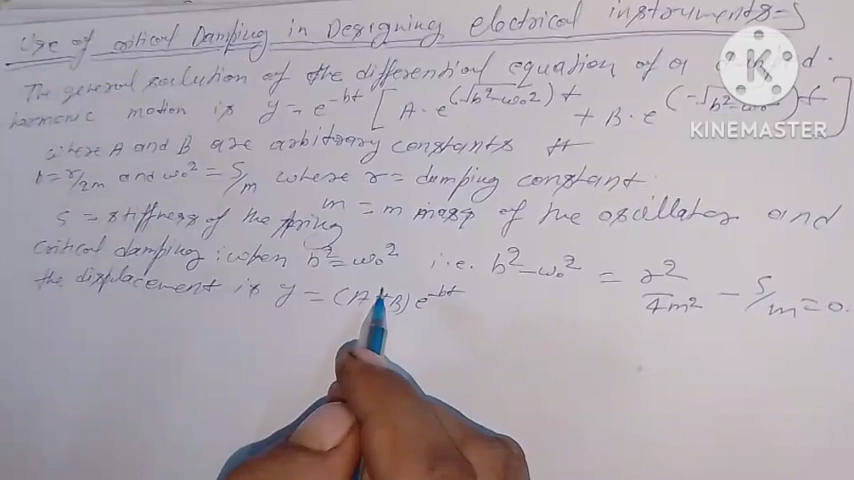 Use of critical Damping in Designing electrical instruments:-
The general solution of the differential equation of a
harmonic motion is y = e^-bt [A.e^(√b²-ω₀²)t + B.e^(-√b²-ω₀²)t]
where A and B are arbitrary constants
b = r/2m and ω₀² = S/m where r = damping constant
S = stiffness of the spring m = m mass of the oscillator and
critical damping : when b² = ω₀² i.e. b² - ω₀² = r²/4m² - S/m = 0.
the displacement is y = (A+B) e^-bt
KINEMASTER